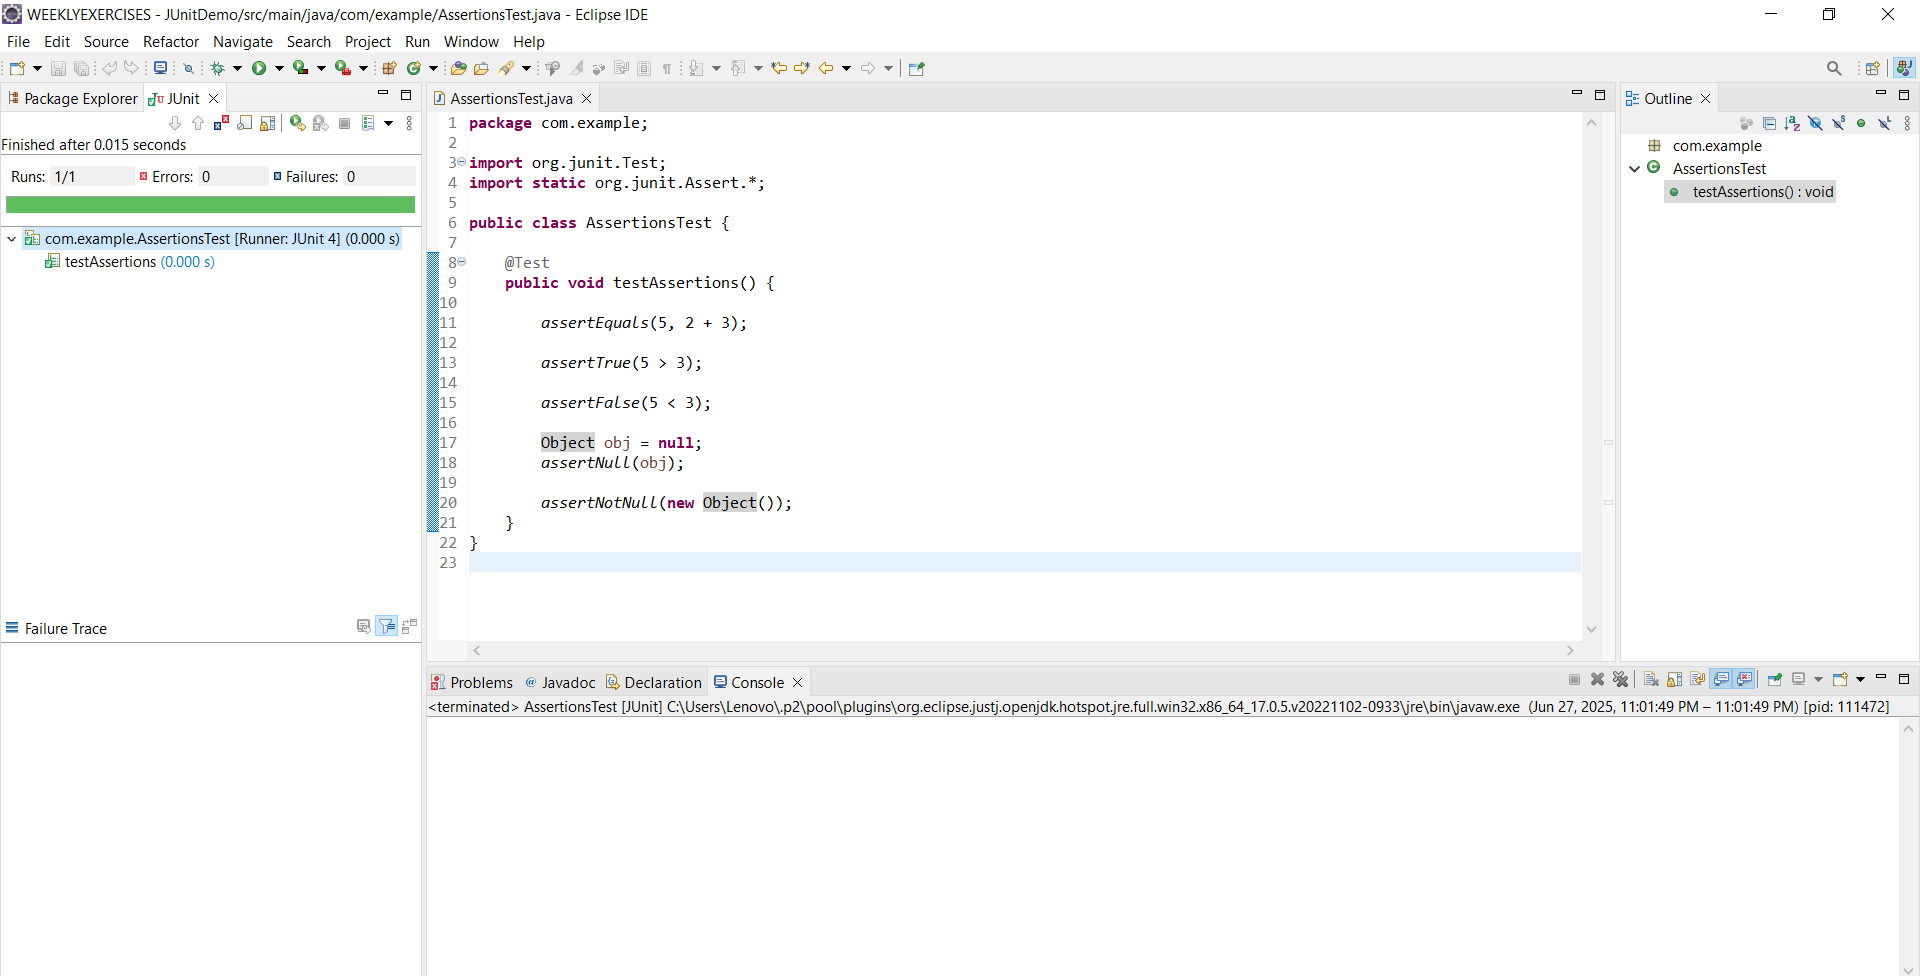 WEEKLYEXERCISES - JUnitDemo/src/main/java/com/example/AssertionsTest.java - Eclipse IDE
File Edit Source Refactor Navigate Search Project Run Window Help
Package Explorer JUnit
Finished after 0.015 seconds
Runs: 1/1 Errors: 0 Failures: 0
com.example.AssertionsTest [Runner: JUnit 4] (0.000 s)
testAssertions (0.000 s)
Failure Trace
AssertionsTest.java
1 package com.example;
2
3 import org.junit.Test;
4 import static org.junit.Assert.*;
5
6 public class AssertionsTest {
7
8 @Test
9 public void testAssertions() {
10
11 assertEquals(5, 2 + 3);
12
13 assertTrue(5 > 3);
14
15 assertFalse(5 < 3);
16
17 Object obj = null;
18 assertNull(obj);
19
20 assertNotNull(new Object());
21 }
22 }
23
Outline
com.example
AssertionsTest
testAssertions() : void
Problems Javadoc Declaration Console
<terminated> AssertionsTest [JUnit] C:\Users\Lenovo\.p2\pool\plugins\org.eclipse.justj.openjdk.hotspot.jre.full.win32.x86_64_17.0.5.v20221102-0933\jre\bin\javaw.exe (Jun 27, 2025, 11:01:49 PM – 11:01:49 PM) [pid: 111472]